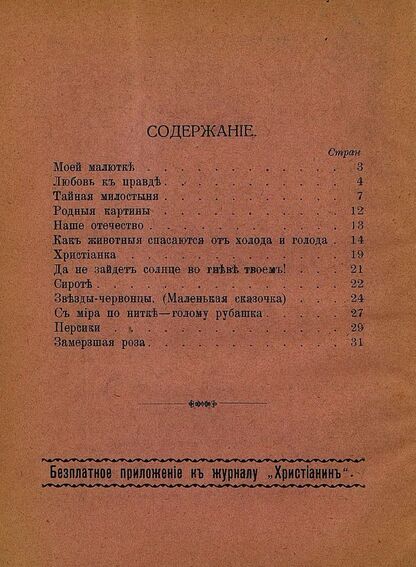 СОДЕРЖАНІЕ.
Стран
Моей малюткѣ . . . . . . . . . . 3
Любовь къ правдѣ . . . . . . . . . 4
Тайная милостыня . . . . . . . . . 7
Родныя картины . . . . . . . . . 12
Наше отечество . . . . . . . . . 13
Какъ животныя спасаются отъ холода и голода . 14
Христіанка . . . . . . . . . . 19
Да не зайдетъ солнце во гнѣвѣ твоемъ! . . . 21
Сиротѣ . . . . . . . . . . . 22
Звѣзды-червонцы. (Маленькая сказочка) . . . 24
Съ міра по ниткѣ—голому рубашка . . . . 27
Персики . . . . . . . . . . . 29
Замерзшая роза . . . . . . . . . 31
Безплатное приложеніе къ журналу „Христіанинъ".